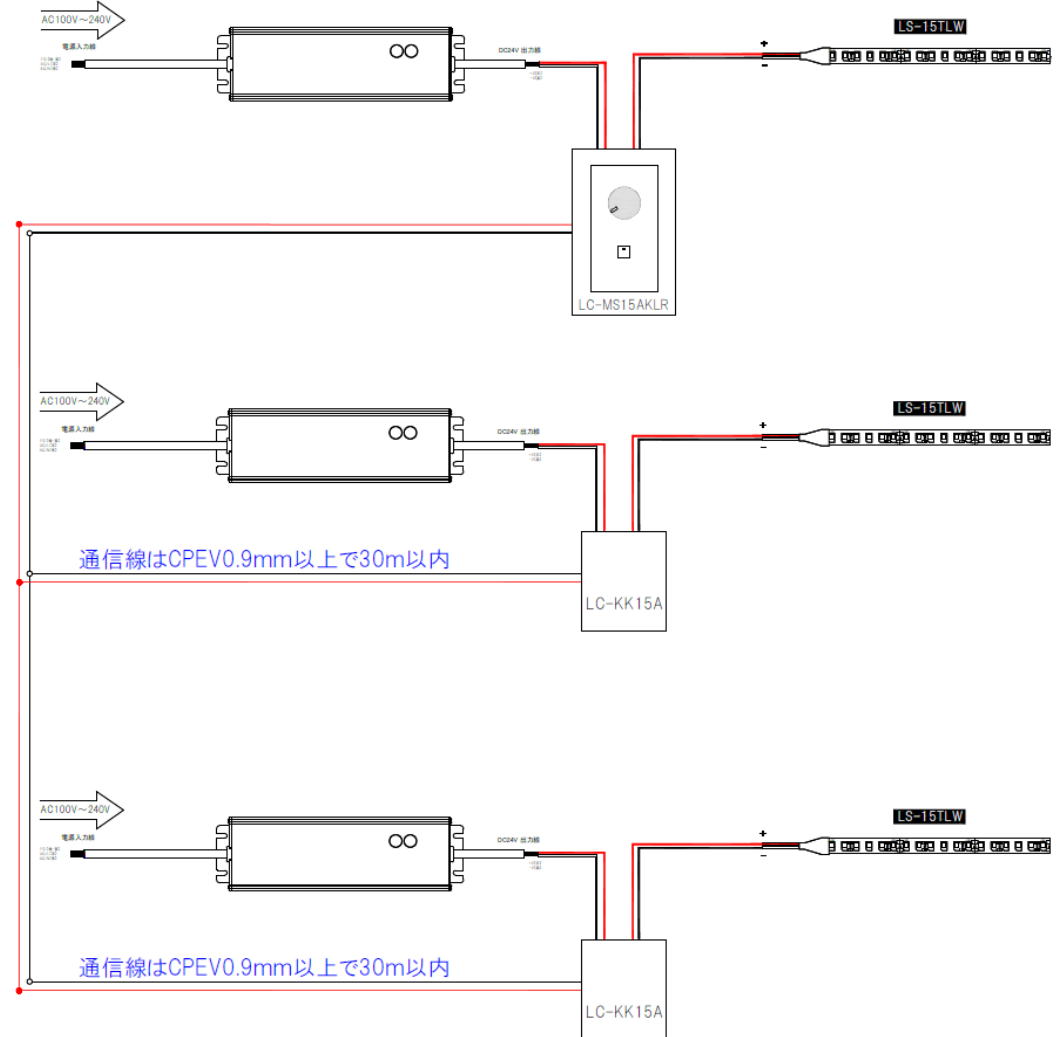 AC100V～240V
LS-15TLW
電源入力線
DC24V 出力線
+
-
LC-MS15AKLR
AC100V～240V
LS-15TLW
電源入力線
DC24V 出力線
+
-
通信線はCPEV0.9mm以上で30m以内
LC-KK15A
AC100V～240V
LS-15TLW
電源入力線
DC24V 出力線
+
-
通信線はCPEV0.9mm以上で30m以内
LC-KK15A